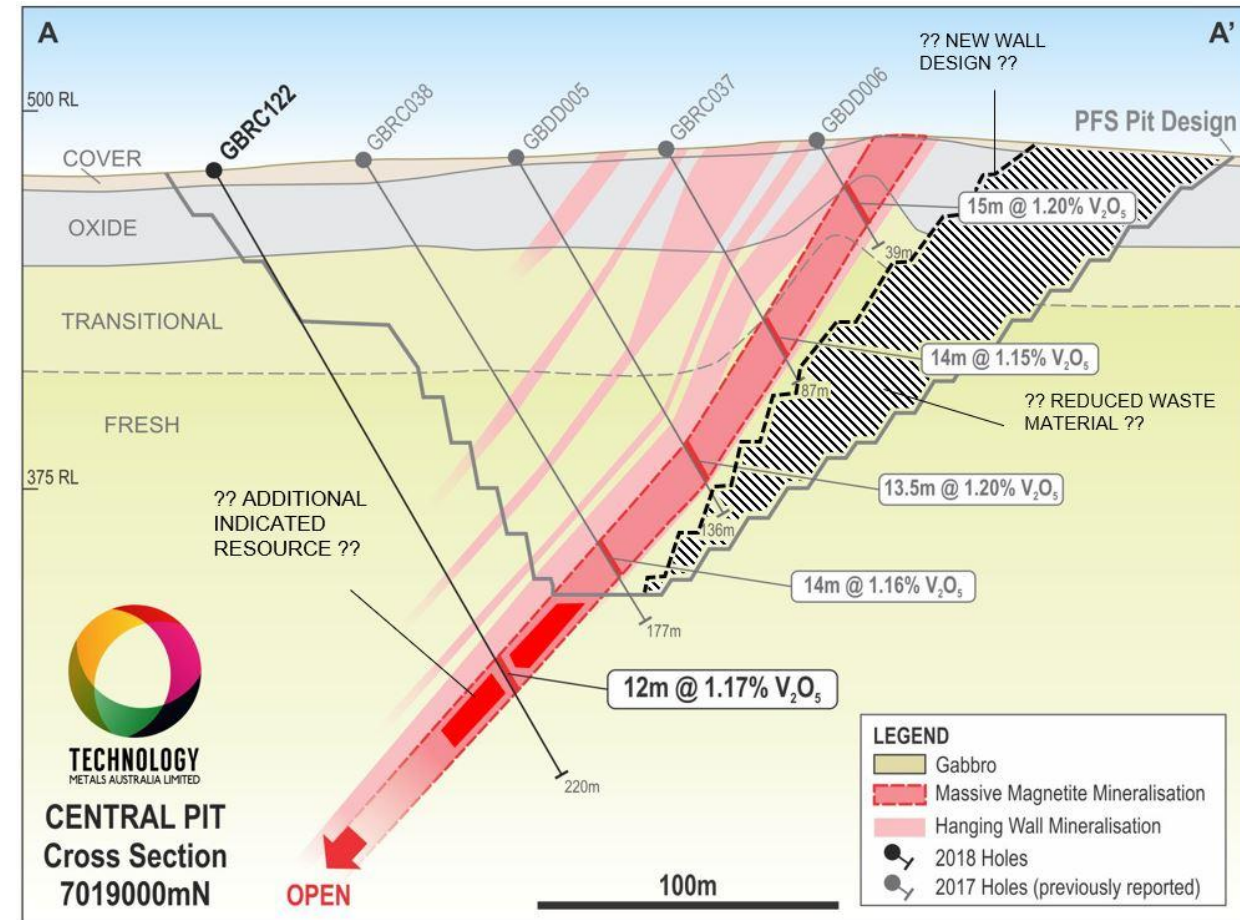 A
A'
?? NEW WALL
DESIGN ??
500 RL
GBRC122
GBRC038
GBDD005
GBRC037
GBDD006
PFS Pit Design
COVER
OXIDE
15m @ 1.20% V₂O₅
39m
TRANSITIONAL
14m @ 1.15% V₂O₅
87m
?? REDUCED WASTE
MATERIAL ??
FRESH
375 RL
13.5m @ 1.20% V₂O₅
?? ADDITIONAL
INDICATED
RESOURCE ??
136m
14m @ 1.16% V₂O₅
177m
12m @ 1.17% V₂O₅
220m
TECHNOLOGY
METALS AUSTRALIA LIMITED
CENTRAL PIT
Cross Section
7019000mN
OPEN
100m
LEGEND
Gabbro
Massive Magnetite Mineralisation
Hanging Wall Mineralisation
2018 Holes
2017 Holes (previously reported)